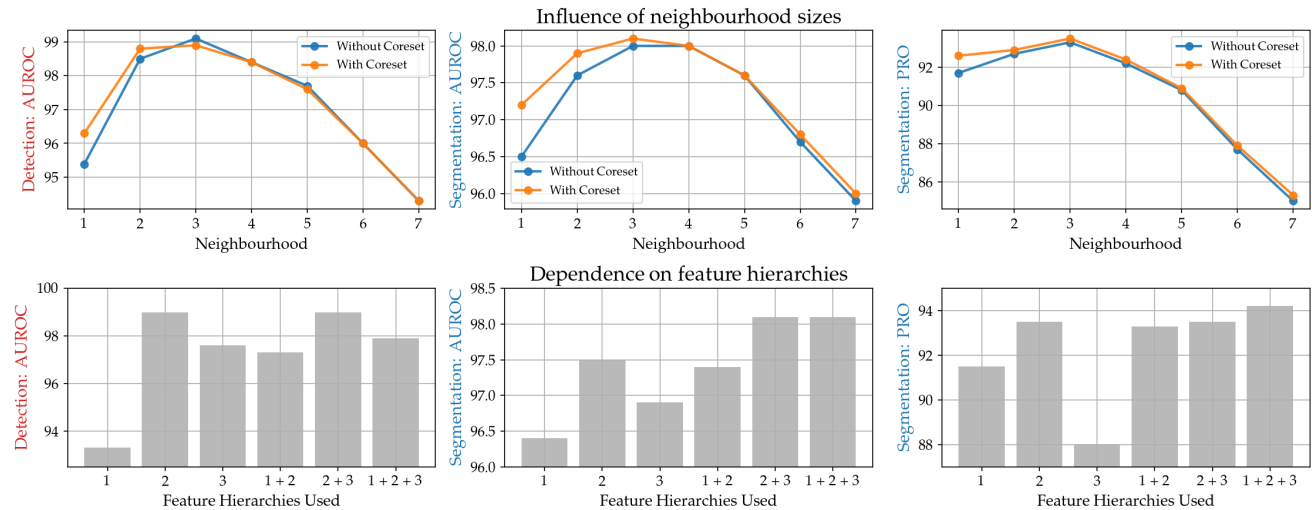 Influence of neighbourhood sizes
Detection: AUROC
99
98
97
96
95
Without Coreset
With Coreset
1 2 3 4 5 6 7
Neighbourhood
Segmentation: AUROC
98.0
97.5
97.0
96.5
96.0
Without Coreset
With Coreset
1 2 3 4 5 6 7
Neighbourhood
Segmentation: PRO
92
90
88
86
Without Coreset
With Coreset
1 2 3 4 5 6 7
Neighbourhood
Dependence on feature hierarchies
Detection: AUROC
100
98
96
94
1 2 3 1 + 2 2 + 3 1 + 2 + 3
Feature Hierarchies Used
Segmentation: AUROC
98.5
98.0
97.5
97.0
96.5
96.0
1 2 3 1 + 2 2 + 3 1 + 2 + 3
Feature Hierarchies Used
Segmentation: PRO
94
92
90
88
1 2 3 1 + 2 2 + 3 1 + 2 + 3
Feature Hierarchies Used